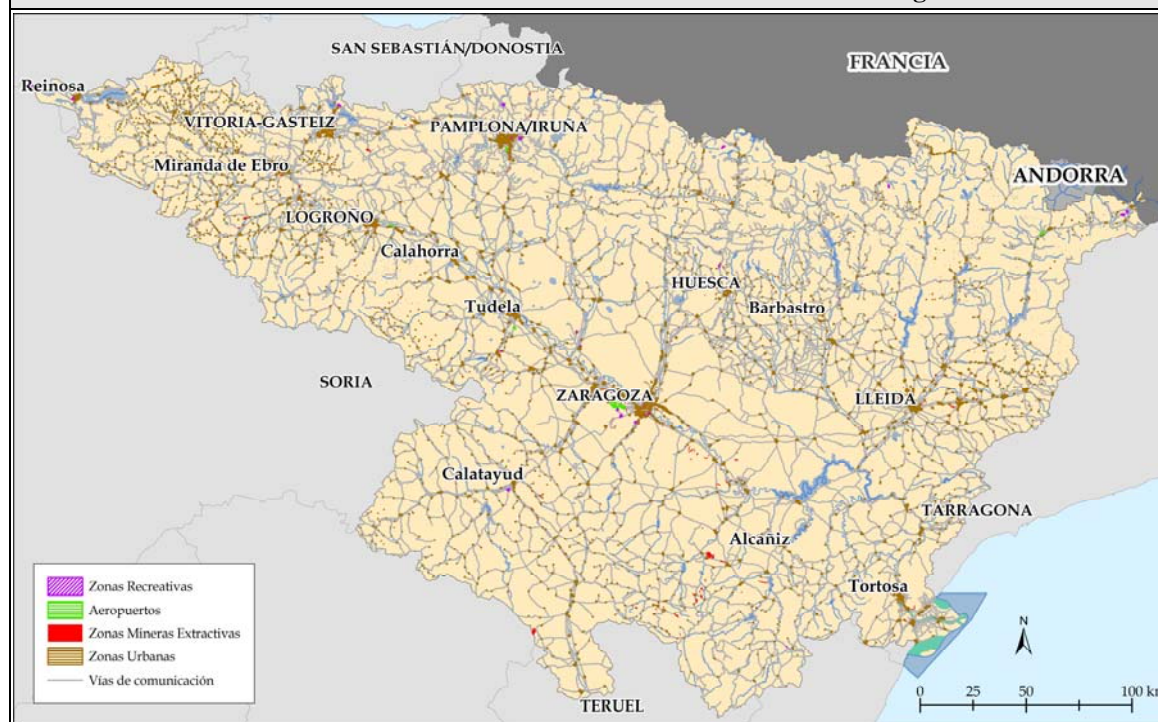 SAN SEBASTIÁN/DONOSTIA
FRANCIA
Reinosa
VITORIA-GASTEIZ
PAMPLONA/IRUÑA
Miranda de Ebro
ANDORRA
LOGROÑO
Calahorra
HUESCA
Barbastro
Tudela
SORIA
ZARAGOZA
LLEIDA
Calatayud
TARRAGONA
Alcañiz
Tortosa
Zonas Recreativas
Aeropuertos
Zonas Mineras Extractivas
Zonas Urbanas
Vías de comunicación
N
0 25 50 100 km
TERUEL